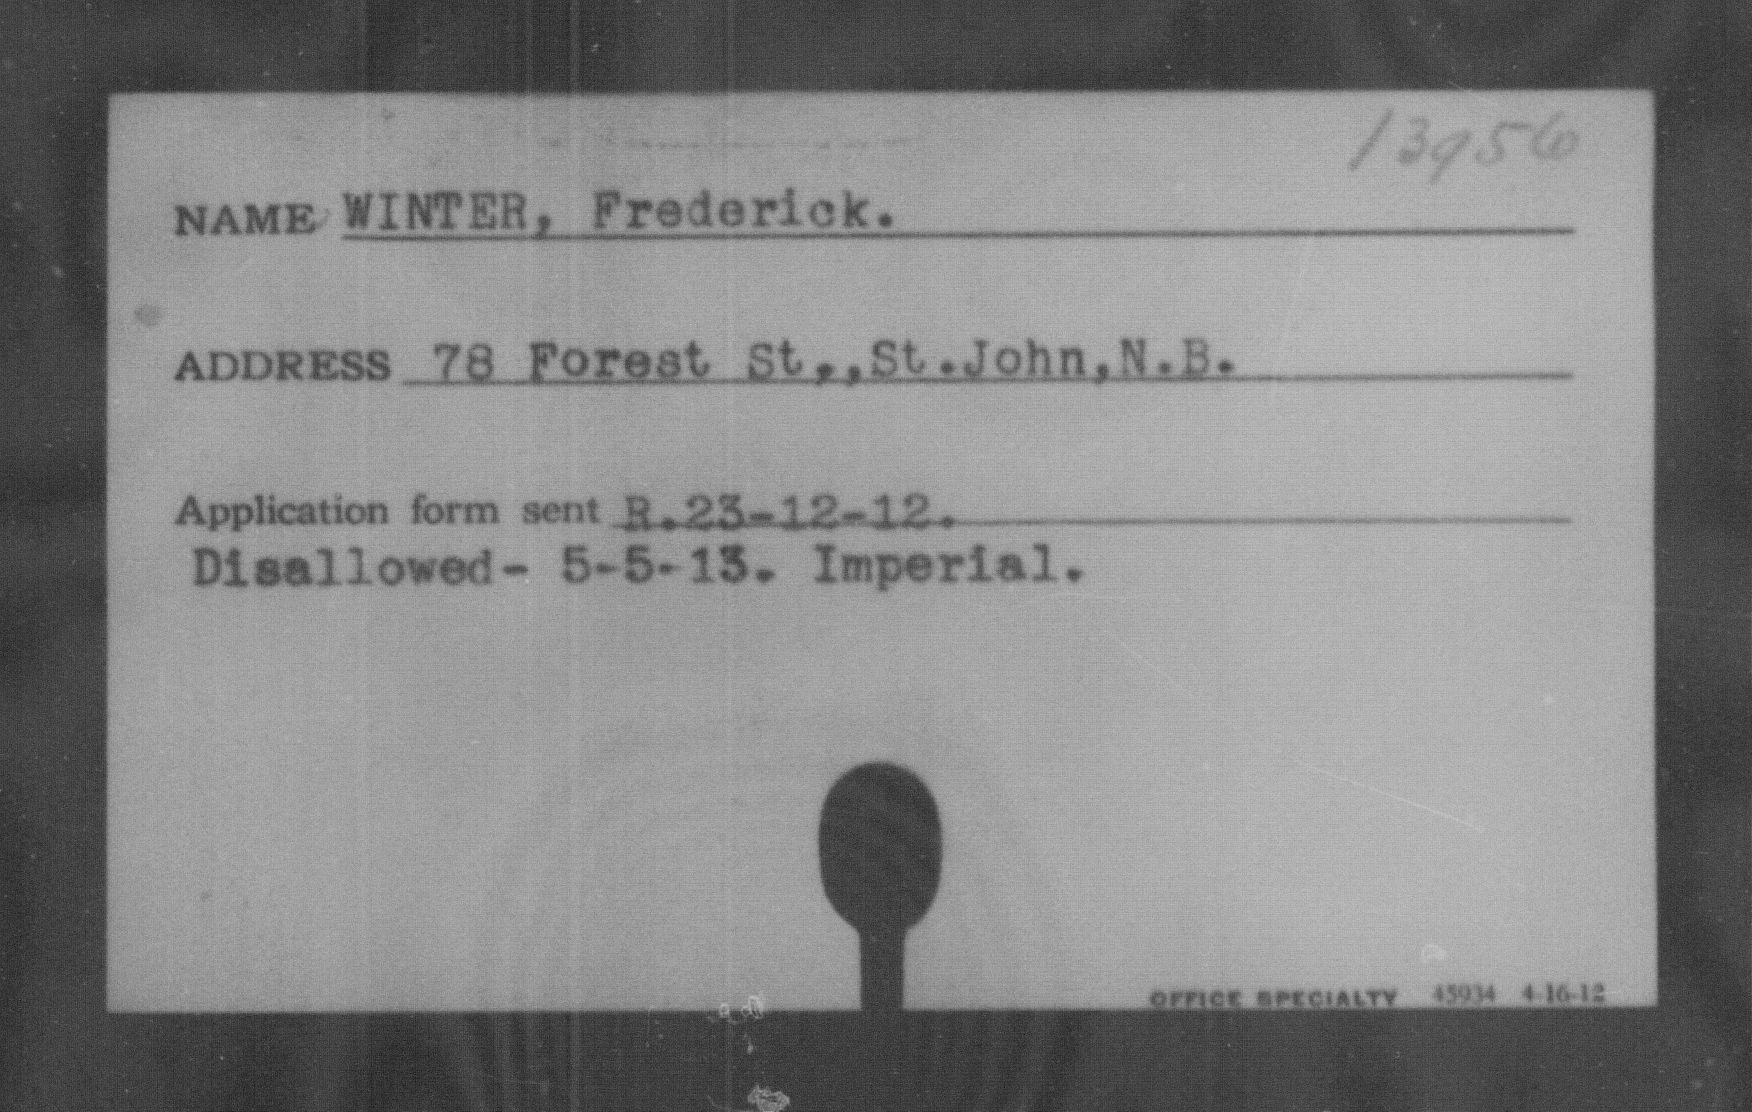 13956
NAME WINTER, Frederick.
ADDRESS 78 Forest St.,St.John,N.B.
Application form sent R.23-12-12.
Disallowed- 5-5-13. Imperial.
OFFICE SPECIALTY 45934 4-16-12